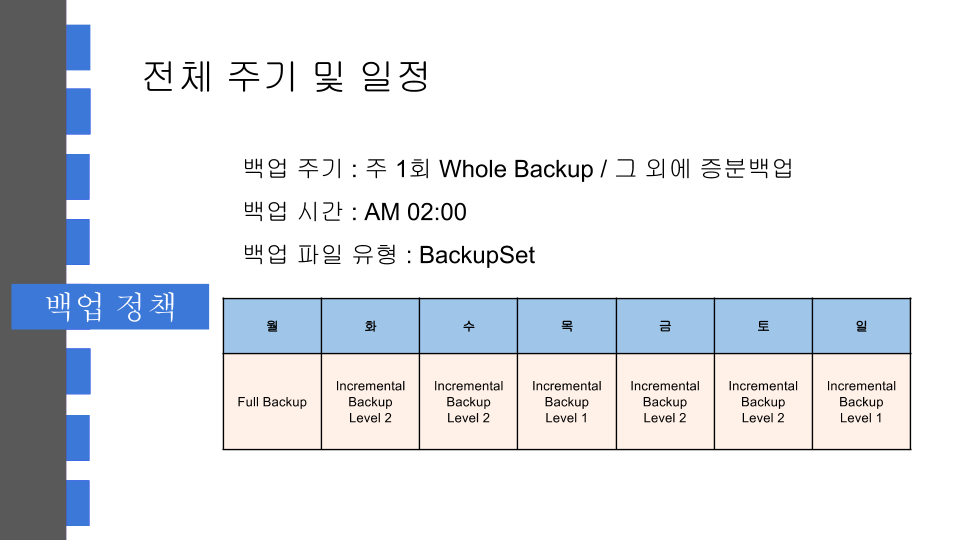 전체 주기 및 일정
백업 주기 : 주 1회 Whole Backup / 그 외에 증분백업
백업 시간 : AM 02:00
백업 파일 유형 : BackupSet
백업 정책
월 화 수 목 금 토 일
Full Backup
Incremental
Backup
Level 2
Incremental
Backup
Level 2
Incremental
Backup
Level 1
Incremental
Backup
Level 2
Incremental
Backup
Level 2
Incremental
Backup
Level 1